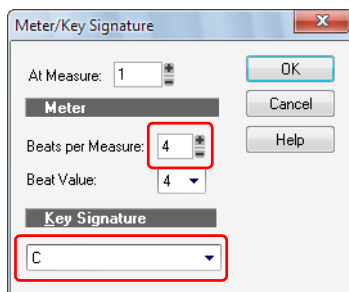 Meter/Key Signature
At Measure: 1
OK
Meter
Cancel
Beats per Measure: 4
Help
Beat Value: 4
Key Signature
C